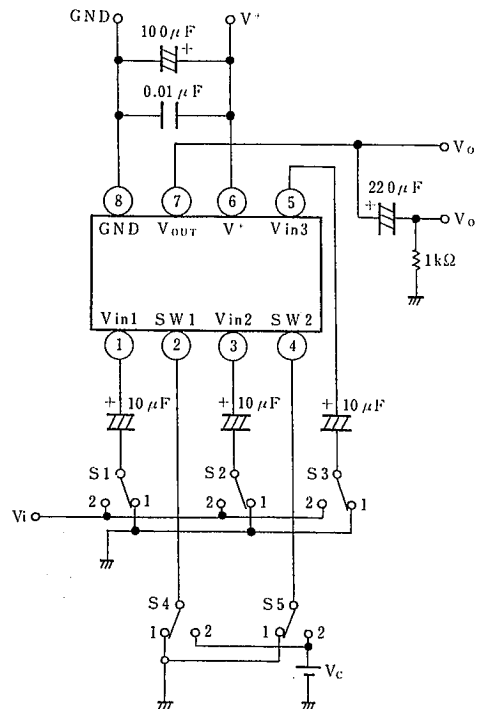 GND V+
100μF
+
0.01μF
Vo
220μF
+
Vo
1kΩ
8 7 6 5
GND VOUT V+ Vin3
Vin1 SW1 Vin2 SW2
1 2 3 4
+ 10μF + 10μF + 10μF
S1 S2 S3
2 1 2 1 2 1
Vi
S4 S5
1 2 1 2
Vc